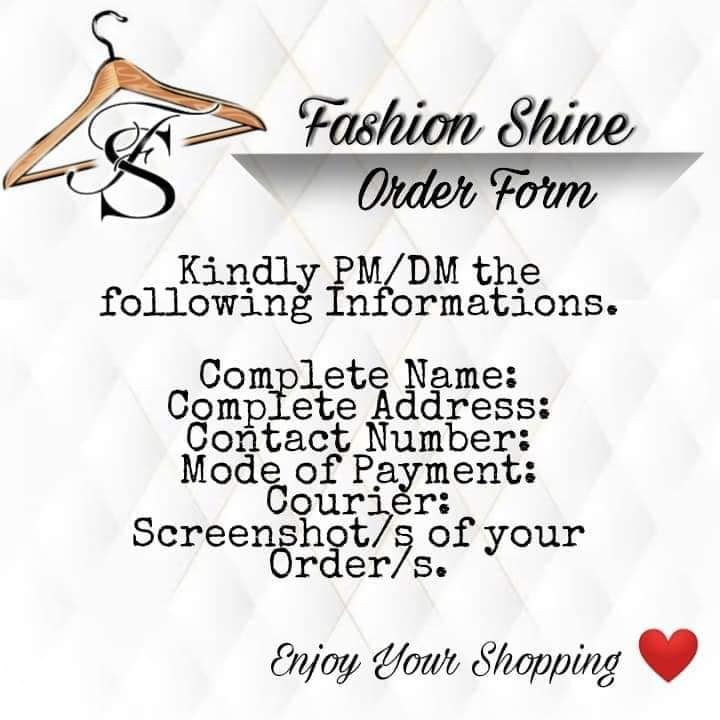 FS
Fashion Shine
Order Form
Kindly PM/DM the
following Informations.
Complete Name:
Complete Address:
Contact Number:
Mode of Payment:
Courier:
Screenshot/s of your
Order/s.
Enjoy Your Shopping